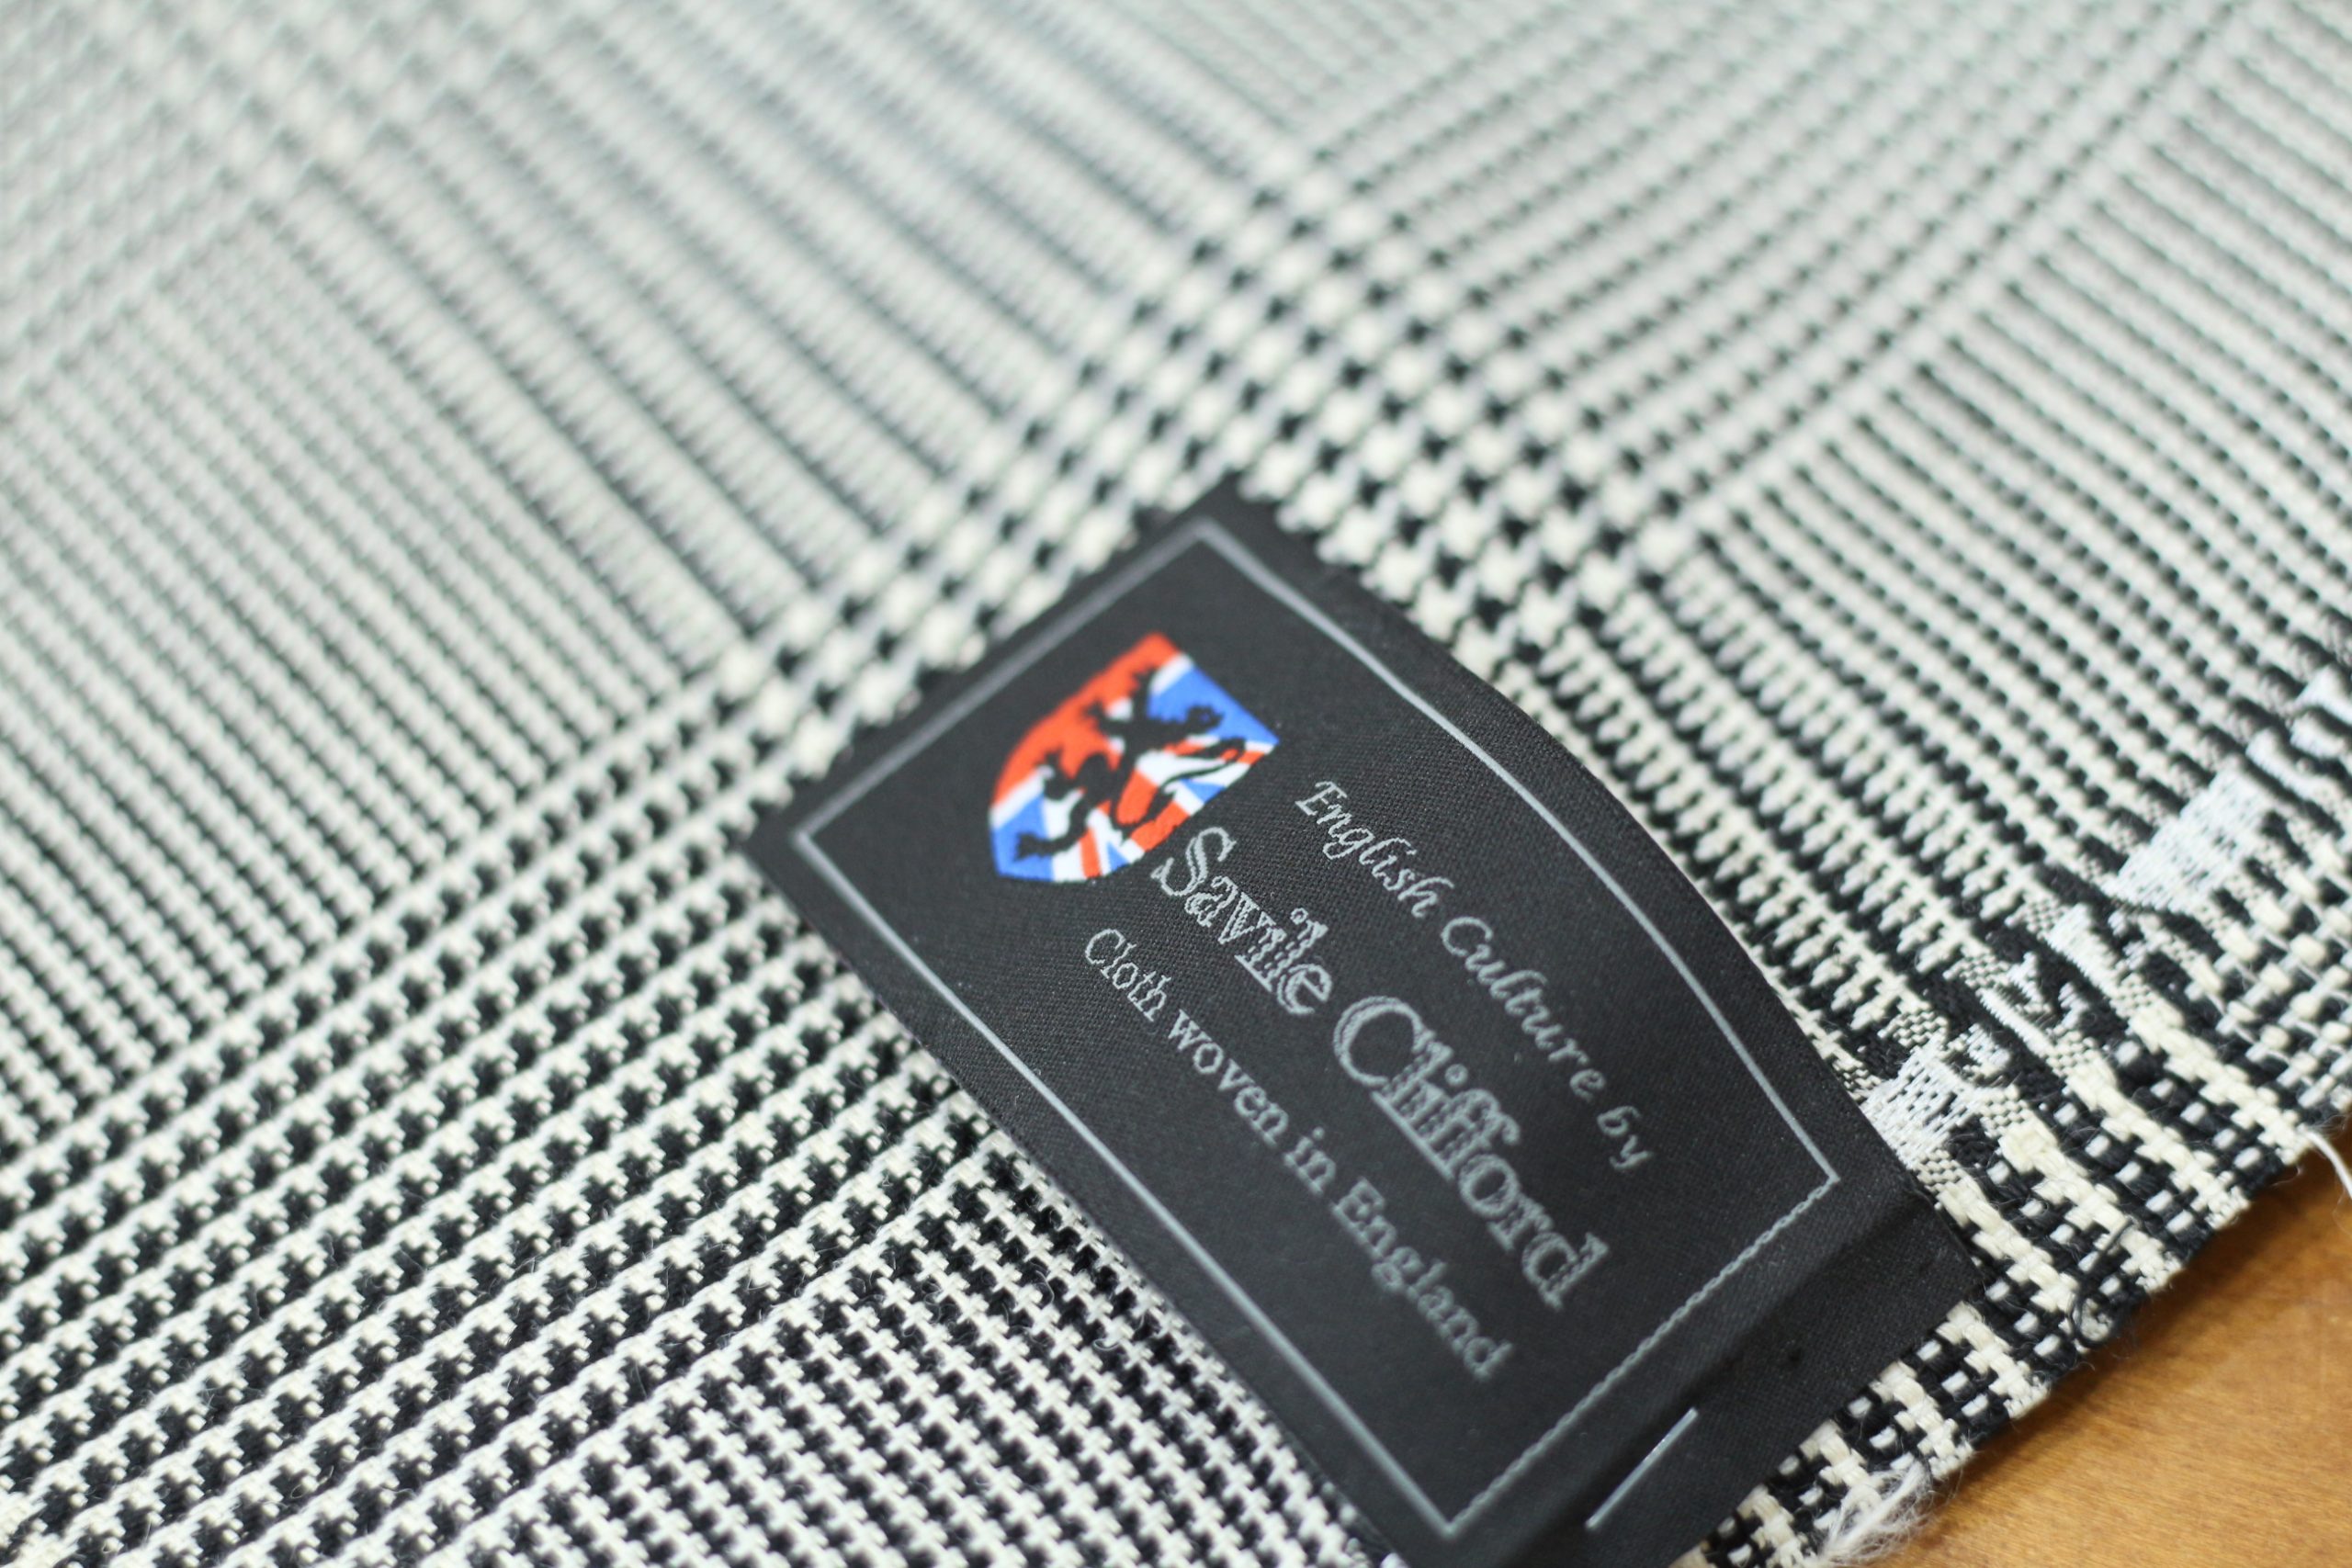 English Culture by
Savile Clifford
Cloth woven in England